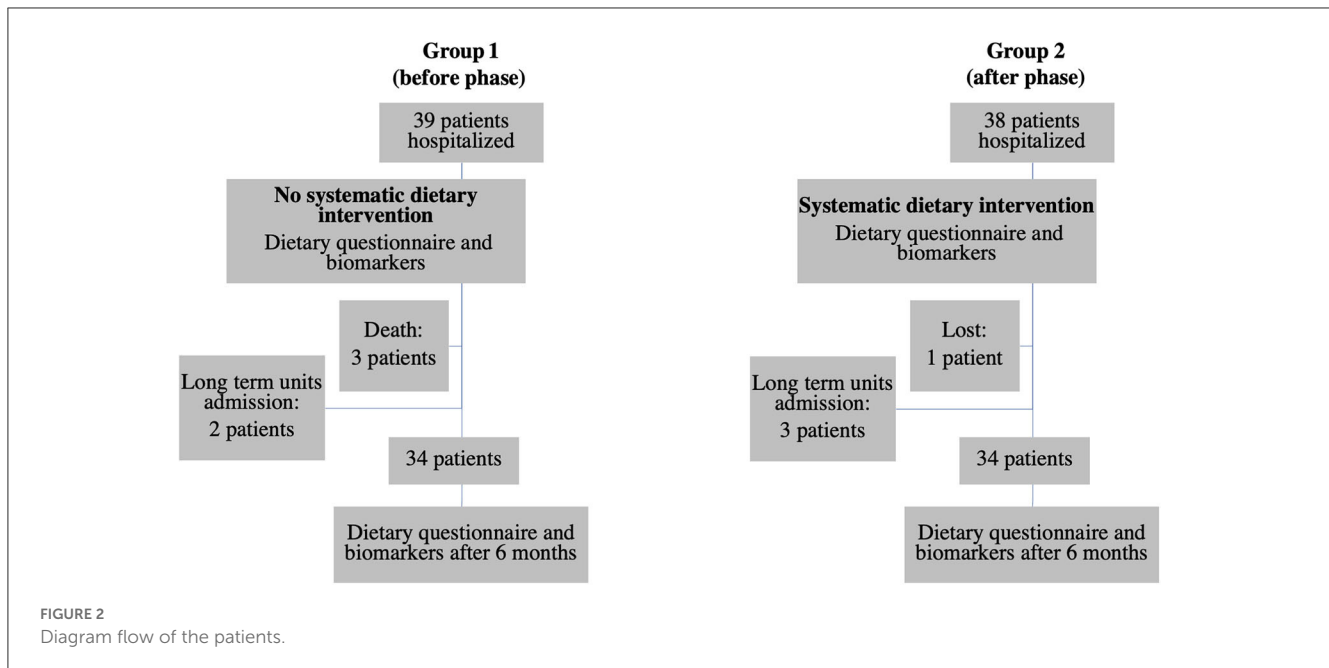 Group 1
(before phase)
39 patients
hospitalized
No systematic dietary
intervention
Dietary questionnaire and
biomarkers
Death:
3 patients
Long term units
admission:
2 patients
34 patients
Dietary questionnaire and
biomarkers after 6 months
Group 2
(after phase)
38 patients
hospitalized
Systematic dietary intervention
Dietary questionnaire and
biomarkers
Lost:
1 patient
Long term units
admission:
3 patients
34 patients
Dietary questionnaire and
biomarkers after 6 months
FIGURE 2
Diagram flow of the patients.